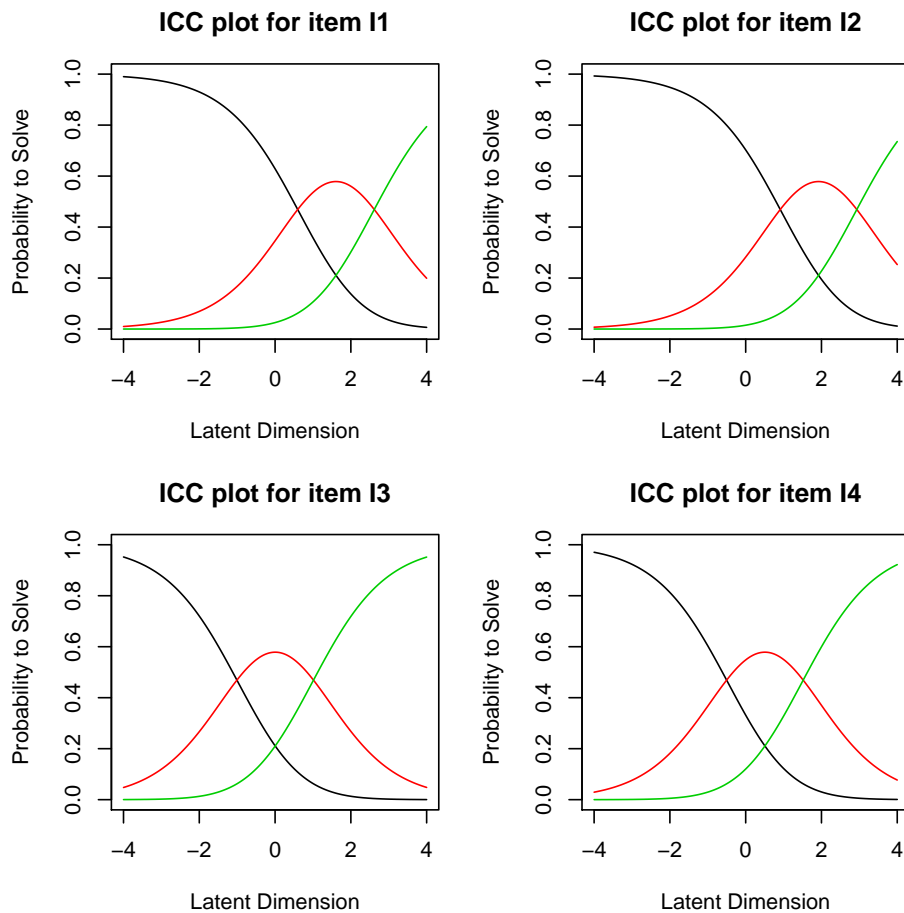 ICC plot for item I1
Probability to Solve
1.0
0.8
0.6
0.4
0.2
0.0
−4 −2 0 2 4
Latent Dimension
ICC plot for item I2
Probability to Solve
1.0
0.8
0.6
0.4
0.2
0.0
−4 −2 0 2 4
Latent Dimension
ICC plot for item I3
Probability to Solve
1.0
0.8
0.6
0.4
0.2
0.0
−4 −2 0 2 4
Latent Dimension
ICC plot for item I4
Probability to Solve
1.0
0.8
0.6
0.4
0.2
0.0
−4 −2 0 2 4
Latent Dimension